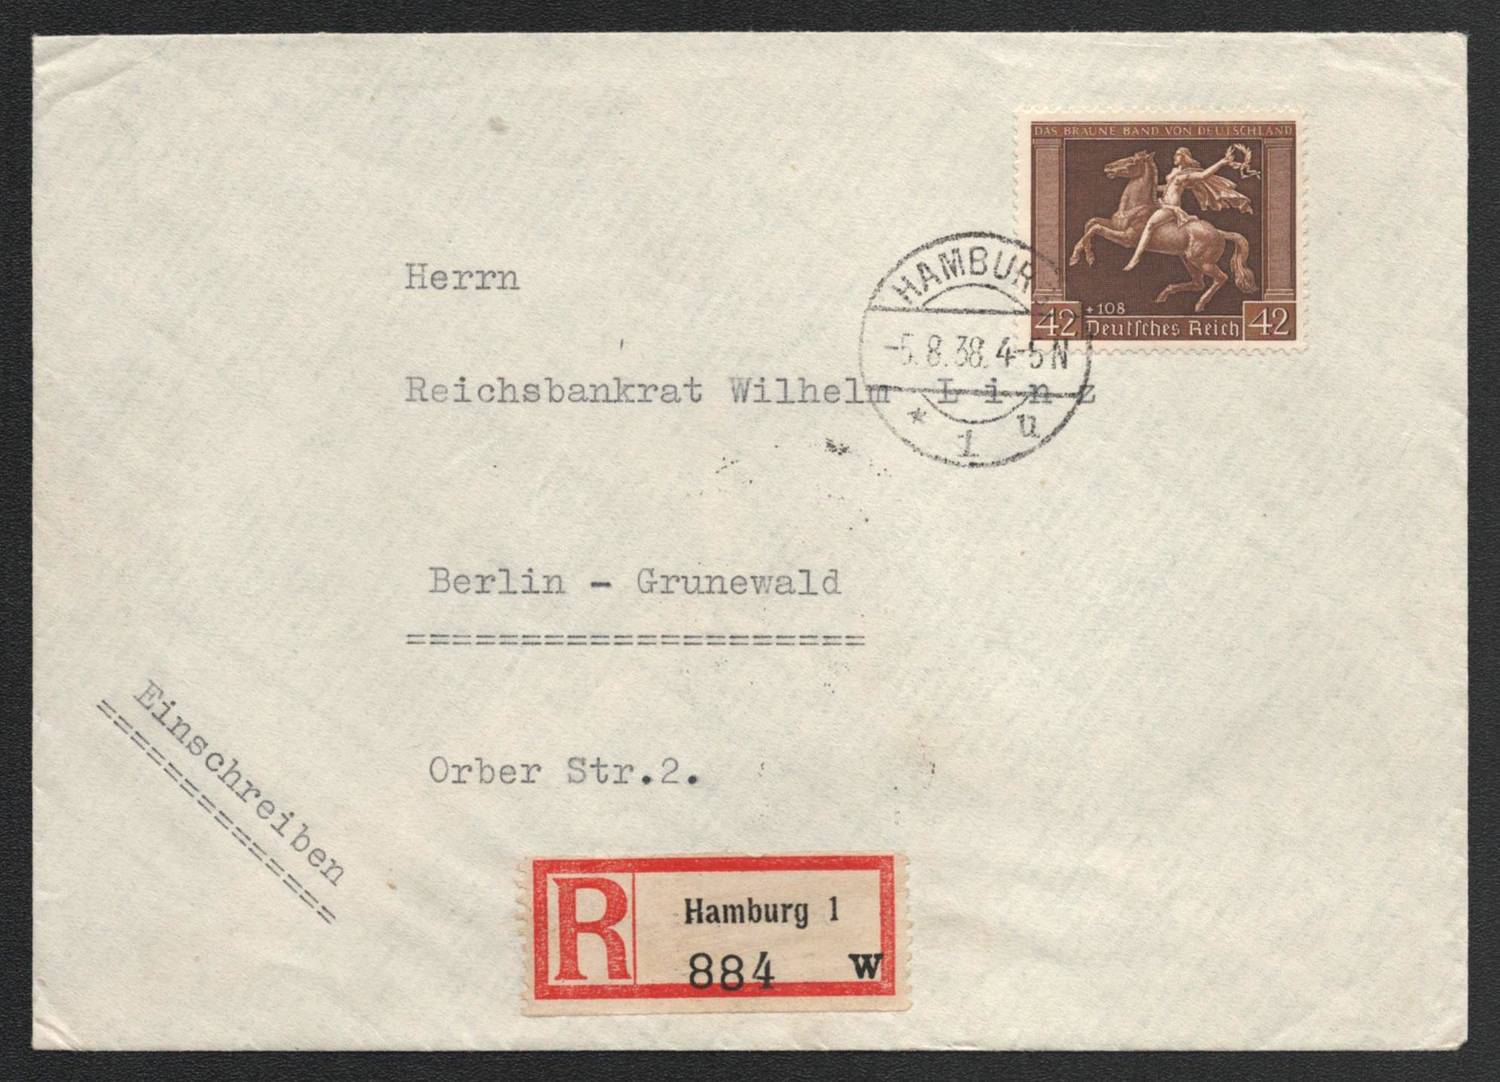 DAS BRAUNE BAND VON DEUTSCHLAND
+108
42 Deutsches Reich 42
HAMBURG
-5.8.38. 4-5N
* 1 u
Herrn
Reichsbankrat Wilhelm L i n z
Berlin - Grunewald
====================
Orber Str.2.
Einschreiben
================
R Hamburg 1
884 W